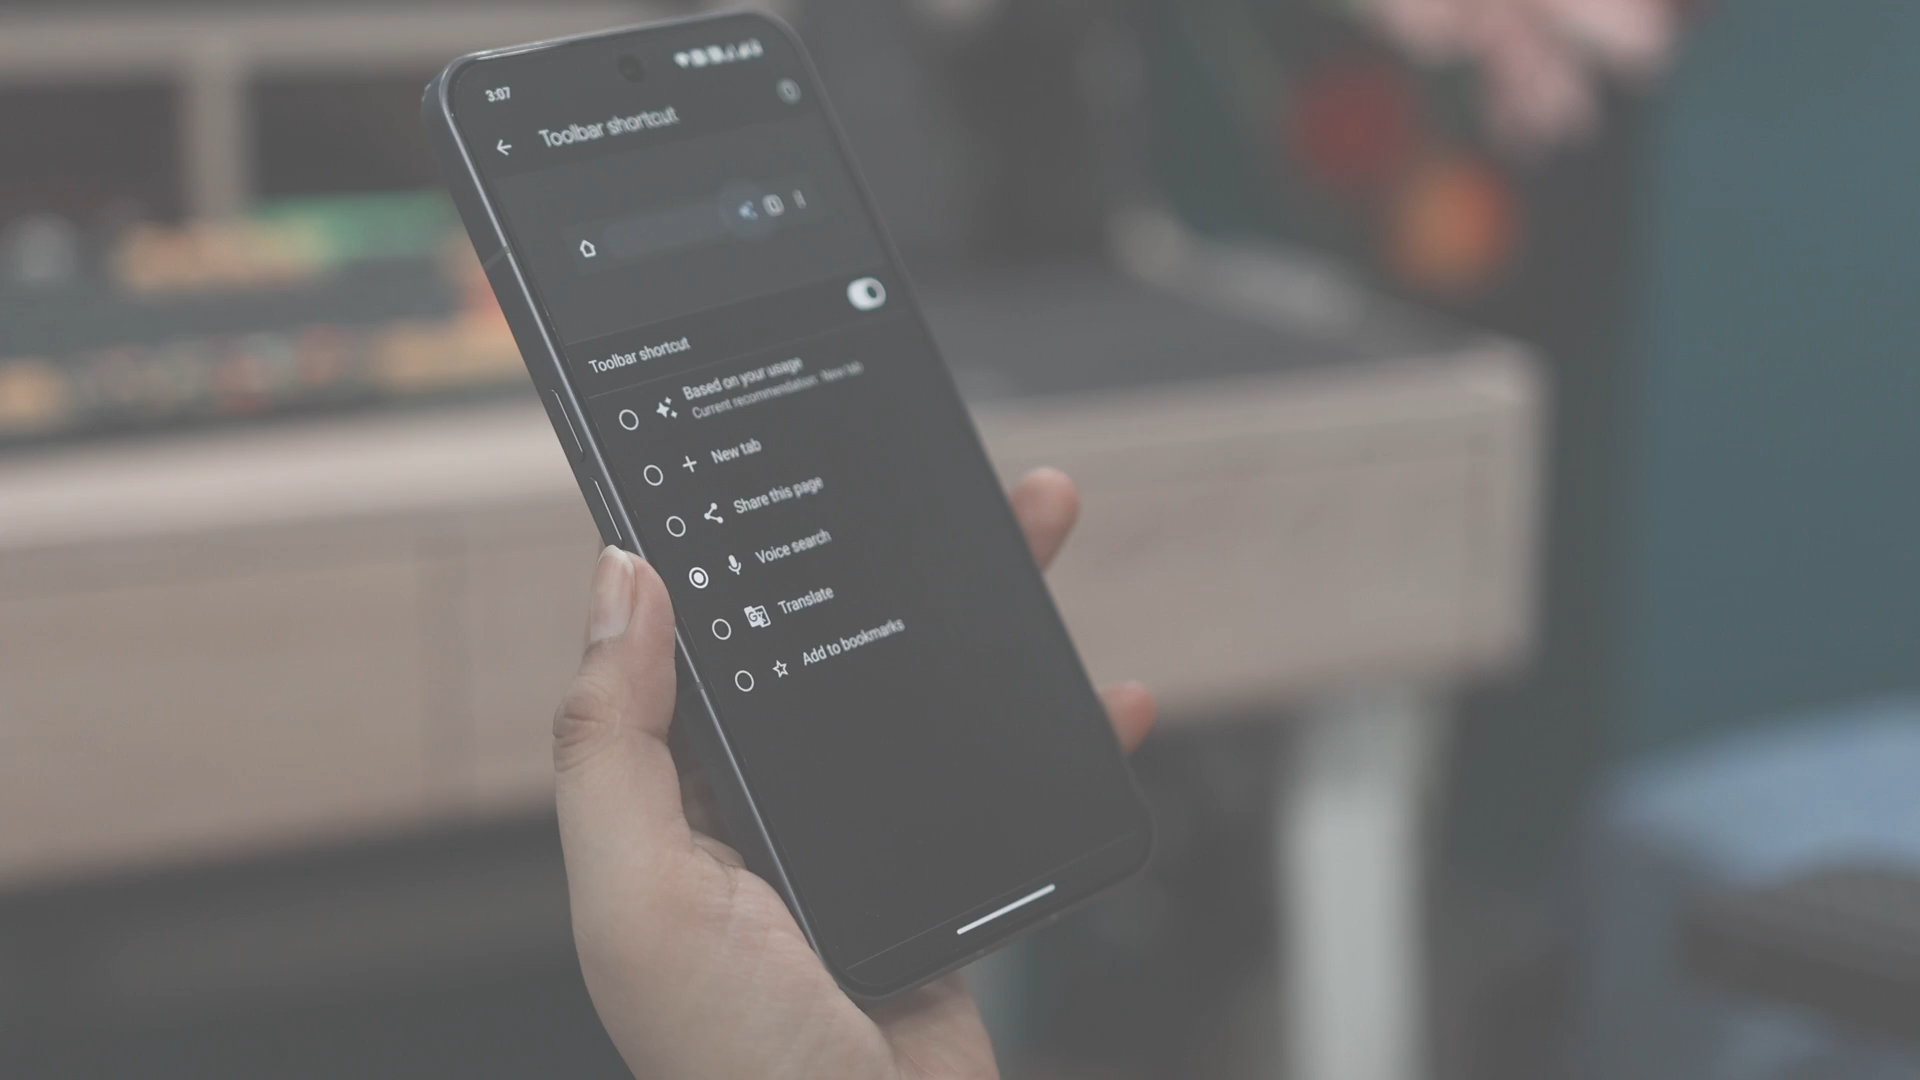 3:07
Toolbar shortcut
Toolbar shortcut
Based on your usage
Current recommendation: New tab
New tab
Share this page
Voice search
Translate
Add to bookmarks